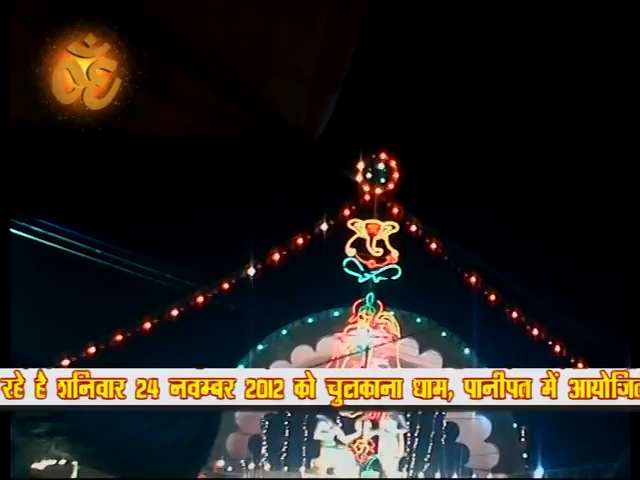 ॐ
रहे है शनिवार 24 नवम्बर 2012 को चुलकाना धाम, पानीपत में आयोजित